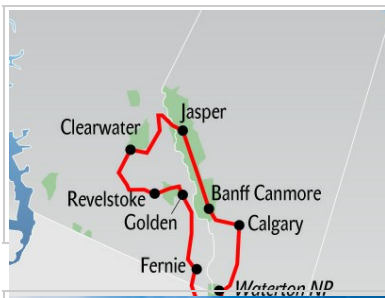 Jasper
Clearwater
Banff Canmore
Revelstoke
Golden
Calgary
Fernie
Waterton NP